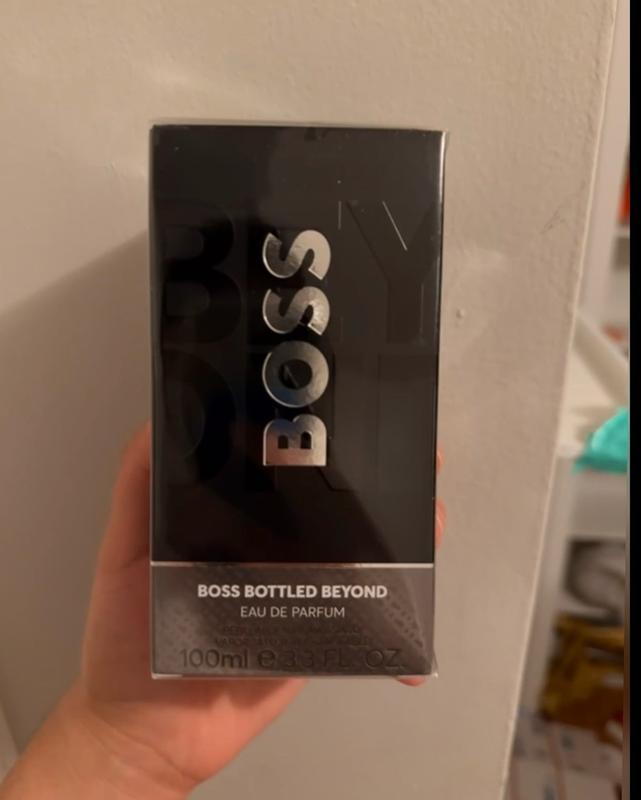 BOSS
BOSS BOTTLED BEYOND
EAU DE PARFUM
100ml e 3.3 FL. OZ.